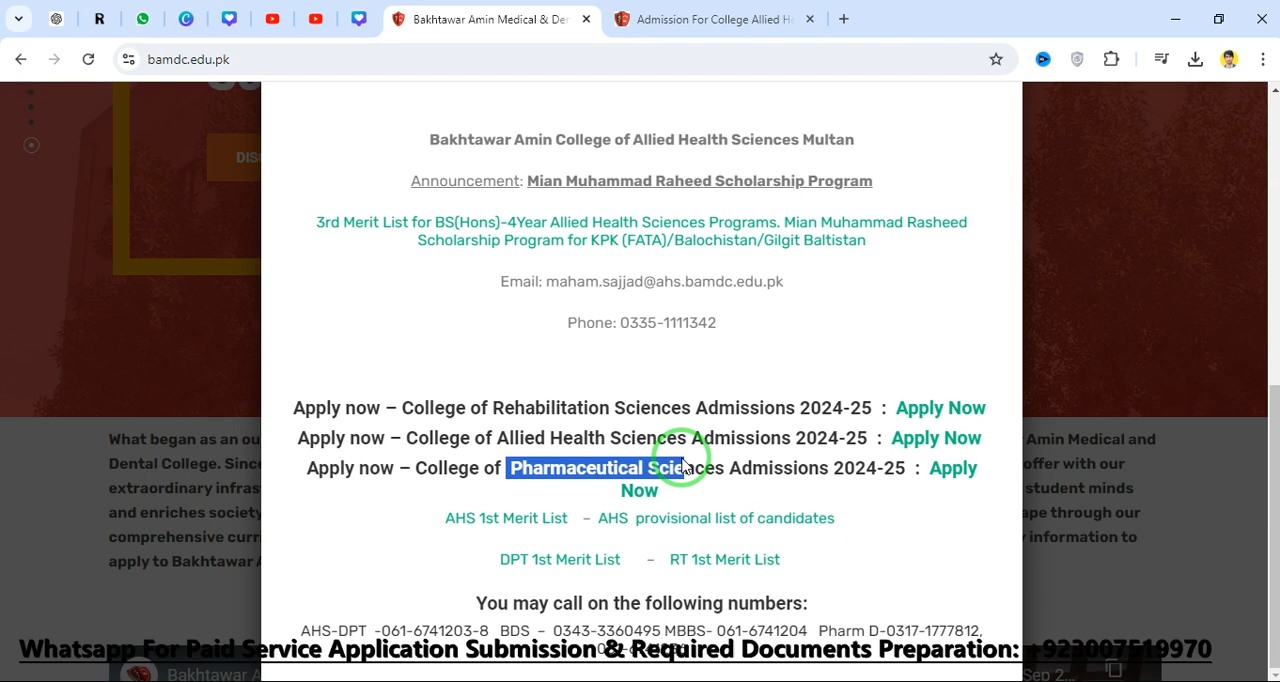 Bakhtawar Amin Medical & De
Admission For College Allied H
bamdc.edu.pk
DIS
Bakhtawar Amin College of Allied Health Sciences Multan
Announcement: Mian Muhammad Raheed Scholarship Program
3rd Merit List for BS(Hons)-4Year Allied Health Sciences Programs. Mian Muhammad Rasheed
Scholarship Program for KPK (FATA)/Balochistan/Gilgit Baltistan
Email: maham.sajjad@ahs.bamdc.edu.pk
Phone: 0335-1111342
Apply now – College of Rehabilitation Sciences Admissions 2024-25 : Apply Now
Apply now – College of Allied Health Sciences Admissions 2024-25 : Apply Now
Apply now – College of Pharmaceutical Sciences Admissions 2024-25 : Apply
Now
AHS 1st Merit List – AHS provisional list of candidates
DPT 1st Merit List – RT 1st Merit List
You may call on the following numbers:
AHS-DPT -061-6741203-8 BDS – 0343-3360495 MBBS- 061-6741204 Pharm D-0317-1777812,
What began as an ou
Dental College. Sinc
extraordinary infras
and enriches society
comprehensive curri
apply to Bakhtawar A
Amin Medical and
offer with our
student minds
ape through our
information to
Whatsapp For Paid Service Application Submission & Required Documents Preparation: +923007519970
Bakhtawar Amin
Sep 2...